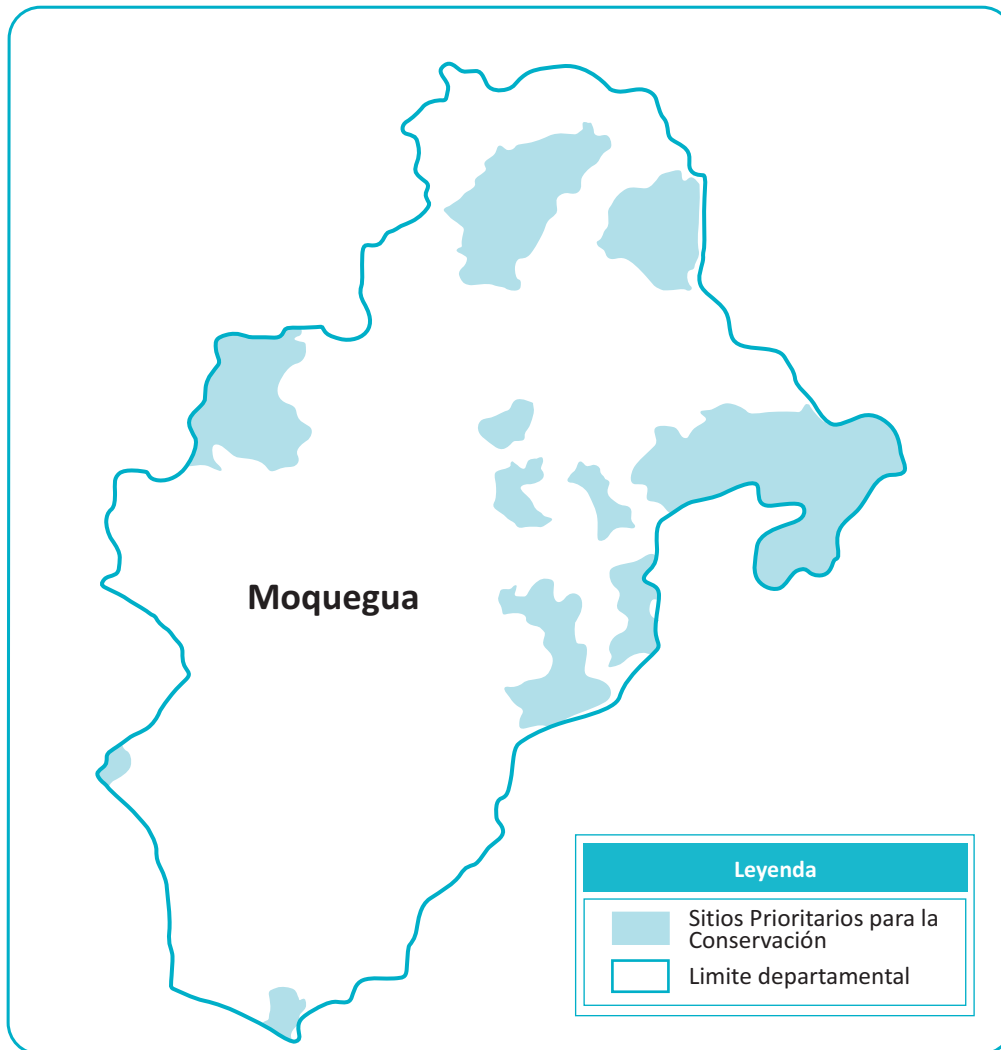 Moquegua
Leyenda
Sitios Prioritarios para la
Conservación
Limite departamental